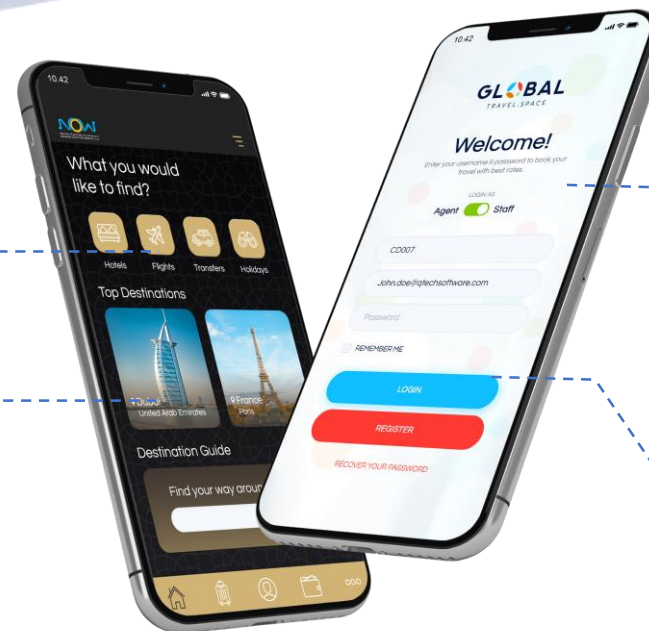 10.42
NOW
What you would
like to find?
Hotels
Flights
Transfers
Holidays
Top Destinations
Dubai
United Arab Emirates
France
Paris
Destination Guide
Find your way aroun
10.42
GLOBAL
TRAVEL.SPACE
Welcome!
Enter your username & password to book your
travel with best rates.
LOGIN AS
Agent Staff
CD007
John.doe@qtechsoftware.com
Password
REMEMBER ME
LOGIN
REGISTER
RECOVER YOUR PASSWORD